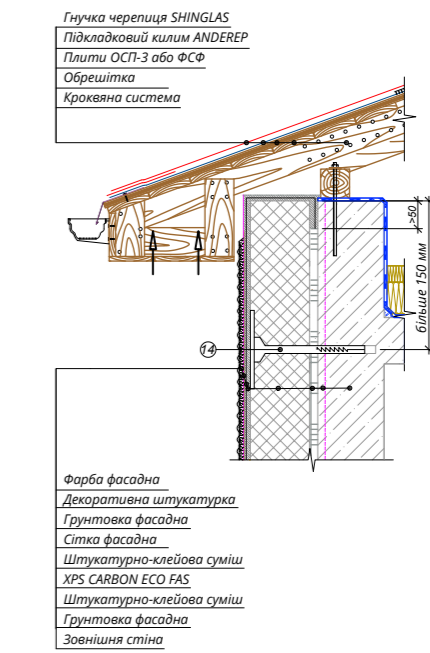 Гнучка черепиця SHINGLAS
Підкладковий килим ANDEREP
Плити ОСП-3 або ФСФ
Обрешітка
Кроквяна система
>50
більше 150 мм
14
Фарба фасадна
Декоративна штукатурка
Грунтовка фасадна
Сітка фасадна
Штукатурно-клейова суміш
XPS CARBON ECO FAS
Штукатурно-клейова суміш
Грунтовка фасадна
Зовнішня стіна